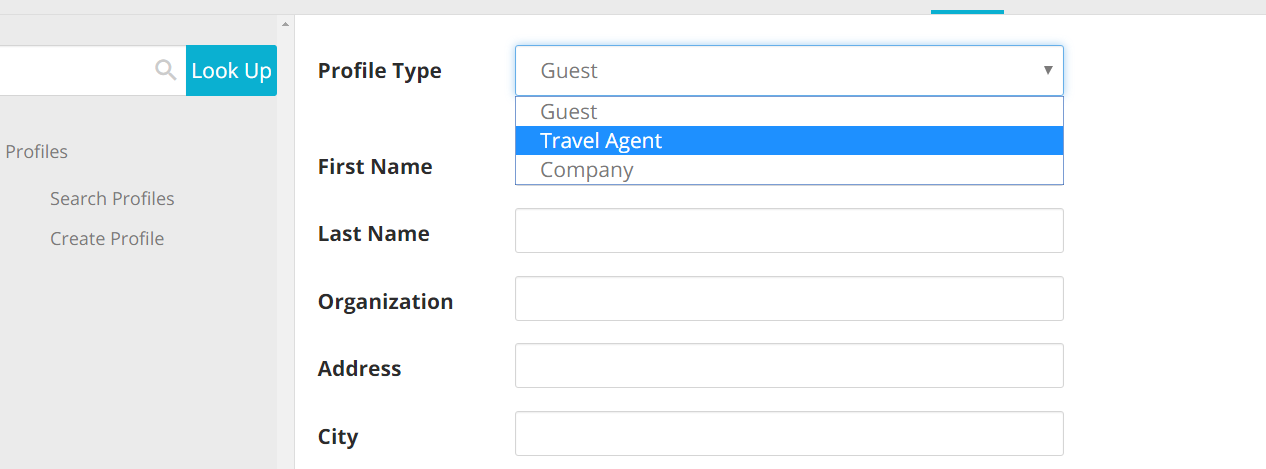 Look Up
Profiles
Search Profiles
Create Profile
Profile Type
Guest
Guest
Travel Agent
Company
First Name
Last Name
Organization
Address
City